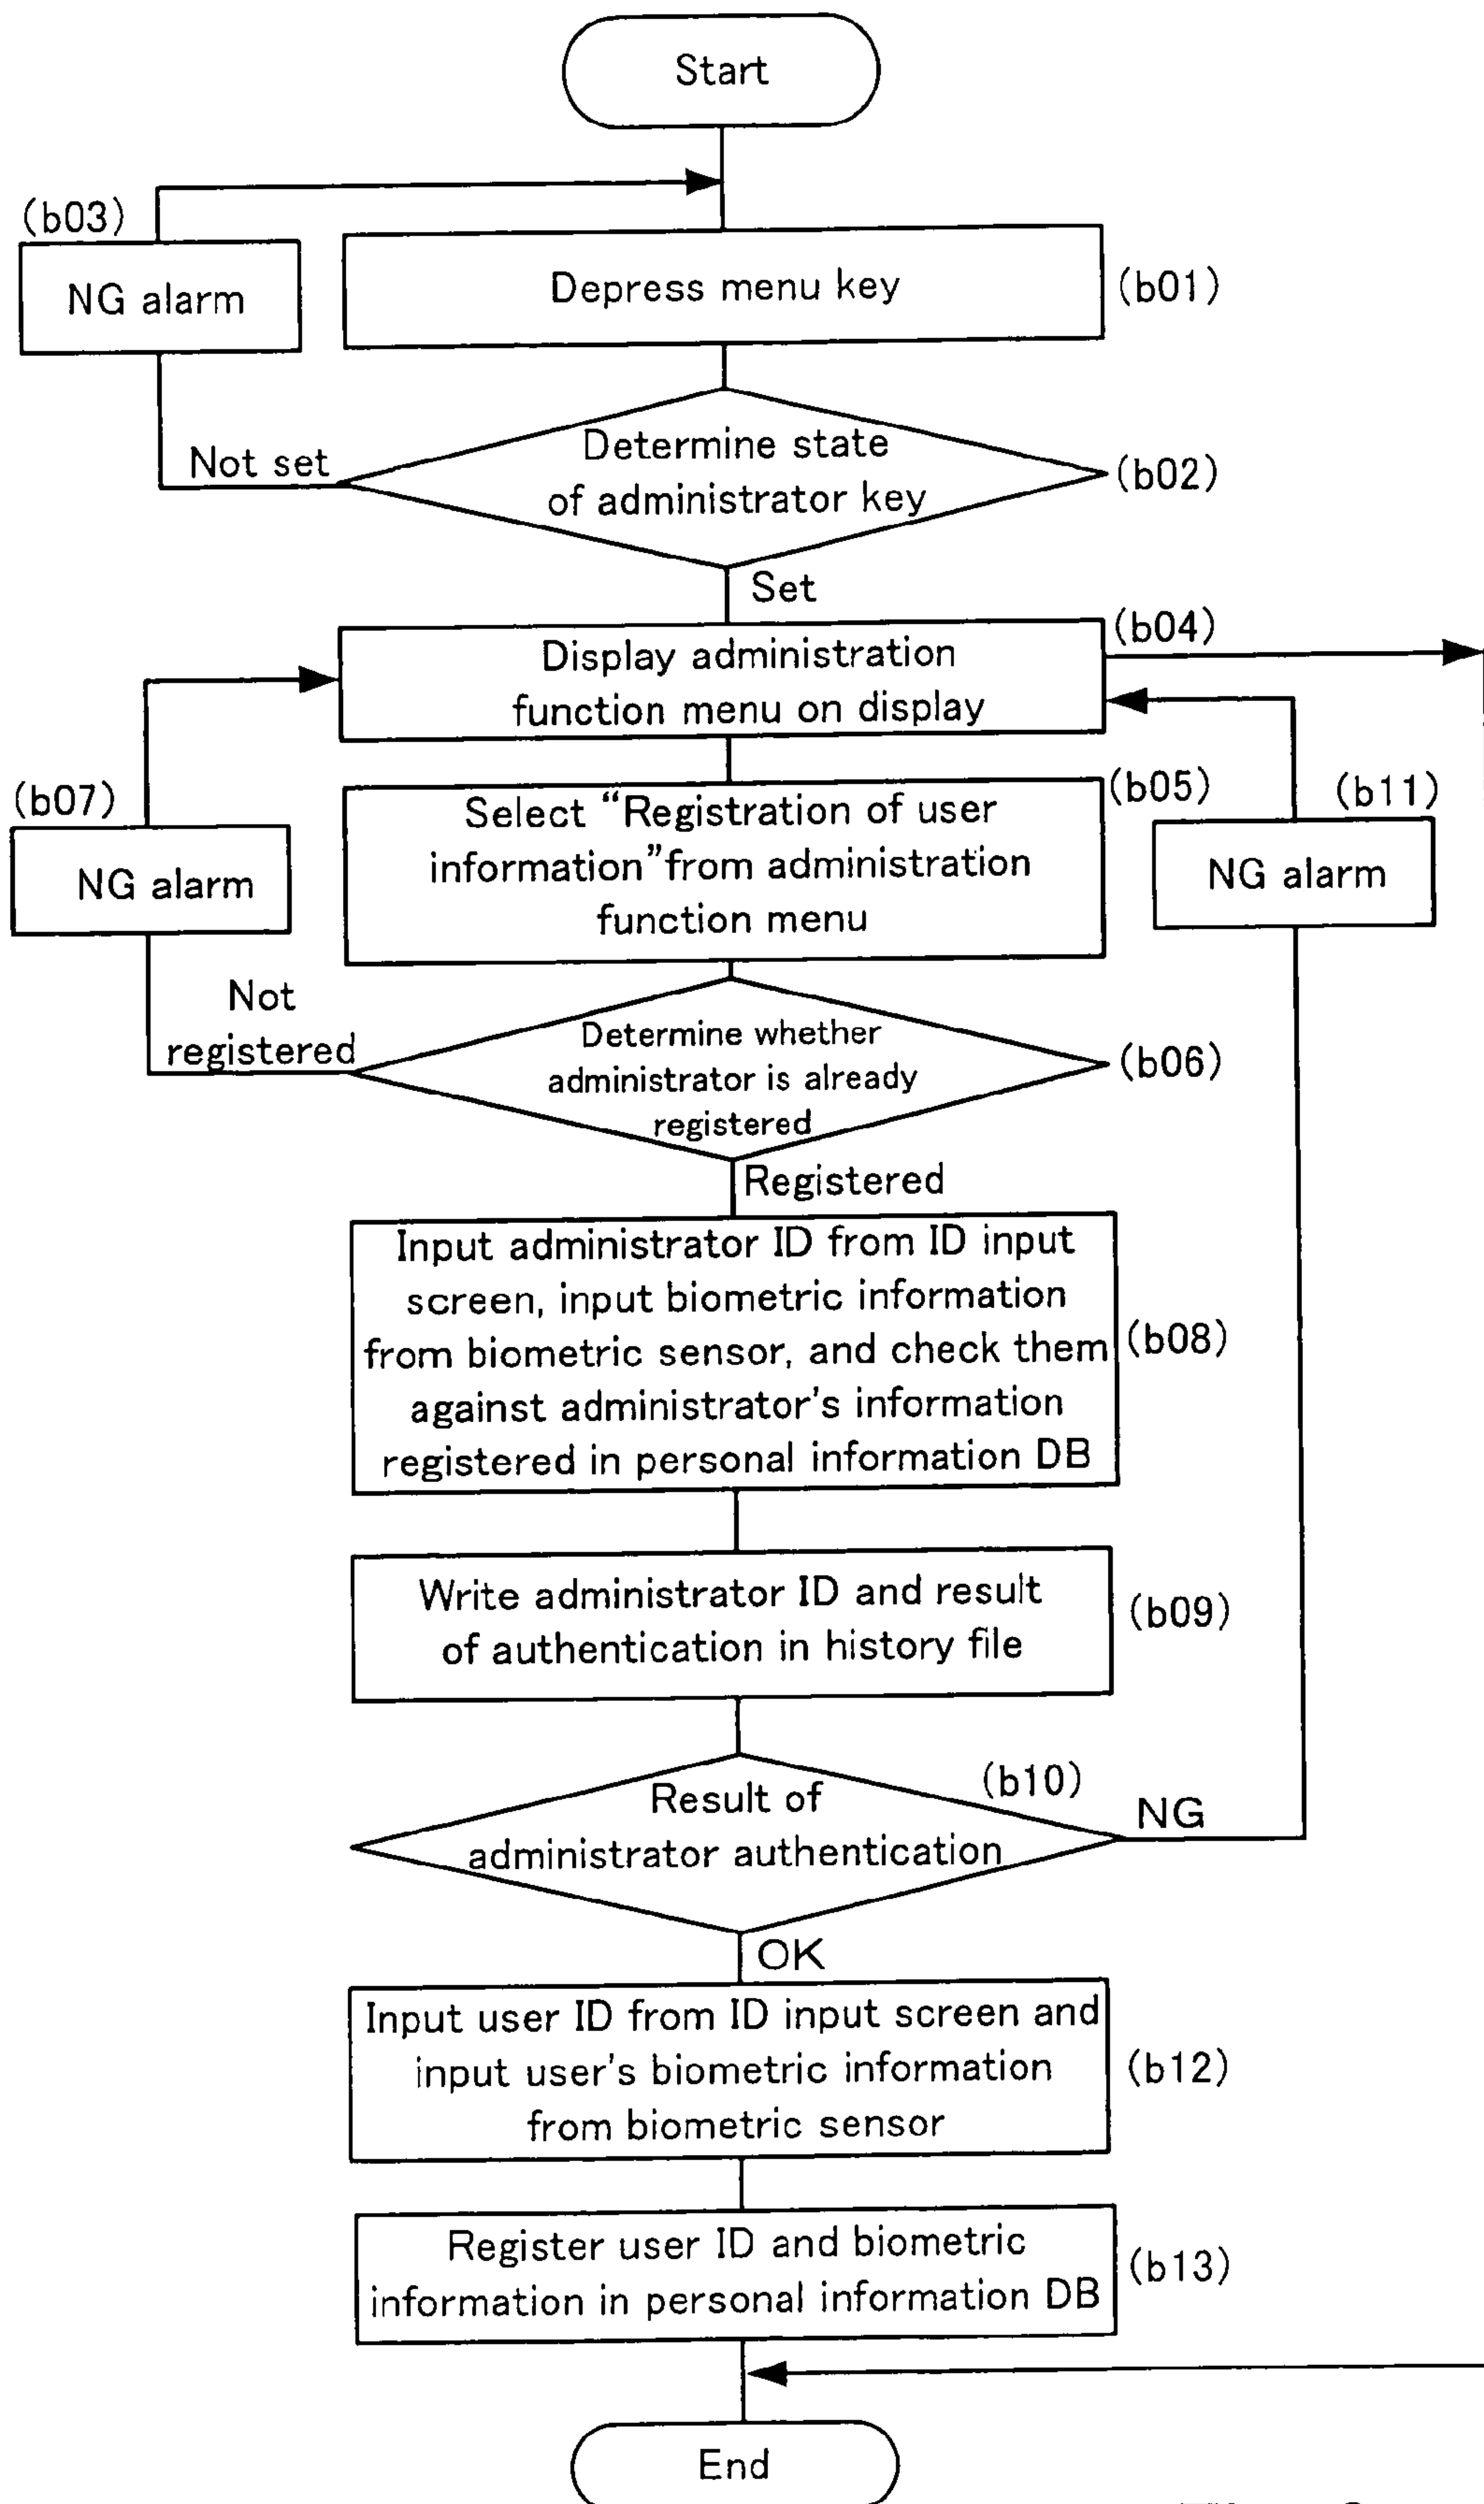 Start
(b03)
NG alarm
Depress menu key
(b01)
Determine state
of administrator key
(b02)
Not set
Set
(b04)
Display administration
function menu on display
(b07)
NG alarm
Select “Registration of user
information”from administration
function menu
(b05)
(b11)
NG alarm
Not
registered
Determine whether
administrator is already
registered
(b06)
Registered
Input administrator ID from ID input
screen, input biometric information
from biometric sensor, and check them
against administrator's information
registered in personal information DB
(b08)
Write administrator ID and result
of authentication in history file
(b09)
Result of
administrator authentication
(b10)
NG
OK
Input user ID from ID input screen and
input user's biometric information
from biometric sensor
(b12)
Register user ID and biometric
information in personal information DB
(b13)
End